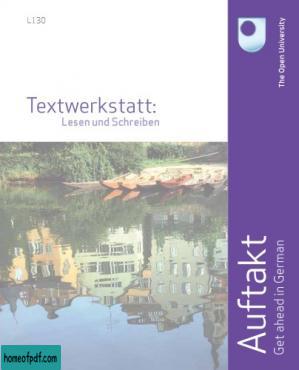 L130
Textwerkstatt:
Lesen und Schreiben
The Open University
Auftakt
Get ahead in German
homeofpdf.com